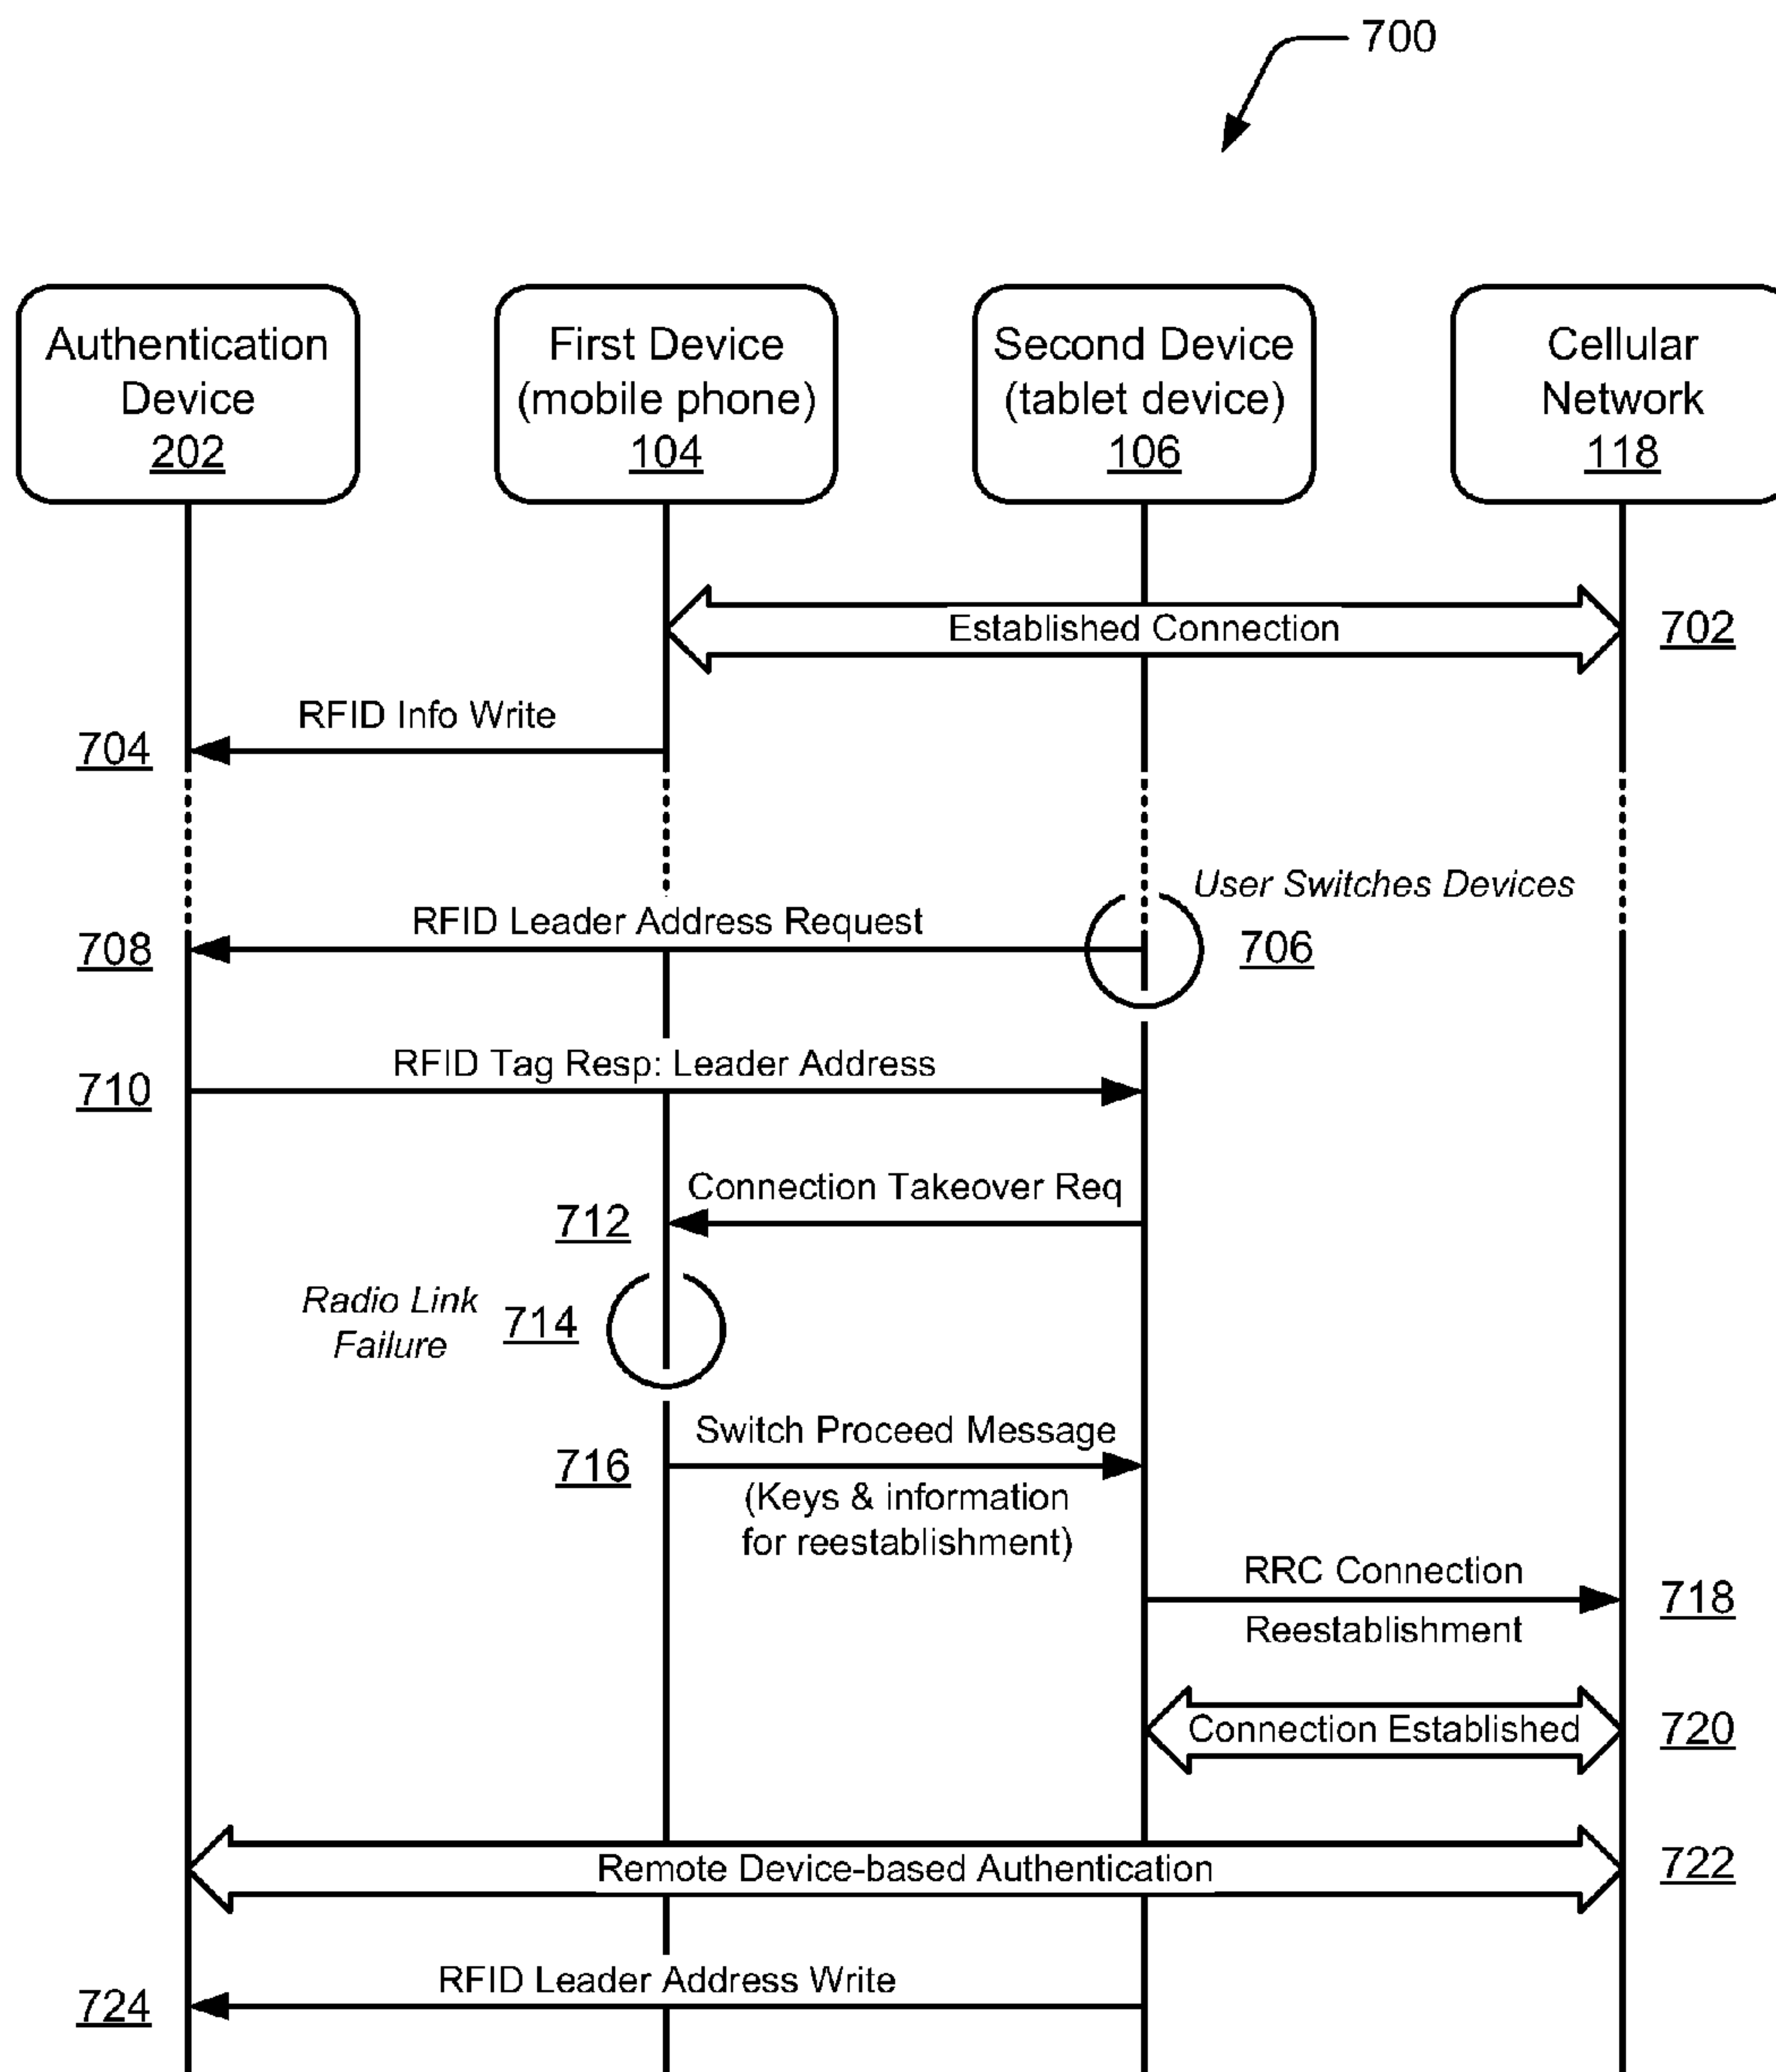 700
Authentication
Device
202
First Device
(mobile phone)
104
Second Device
(tablet device)
106
Cellular
Network
118
Established Connection
702
RFID Info Write
704
User Switches Devices
706
RFID Leader Address Request
708
RFID Tag Resp: Leader Address
710
Connection Takeover Req
712
Radio Link
Failure
714
Switch Proceed Message
716
(Keys & information
for reestablishment)
RRC Connection
718
Reestablishment
Connection Established
720
Remote Device-based Authentication
722
RFID Leader Address Write
724